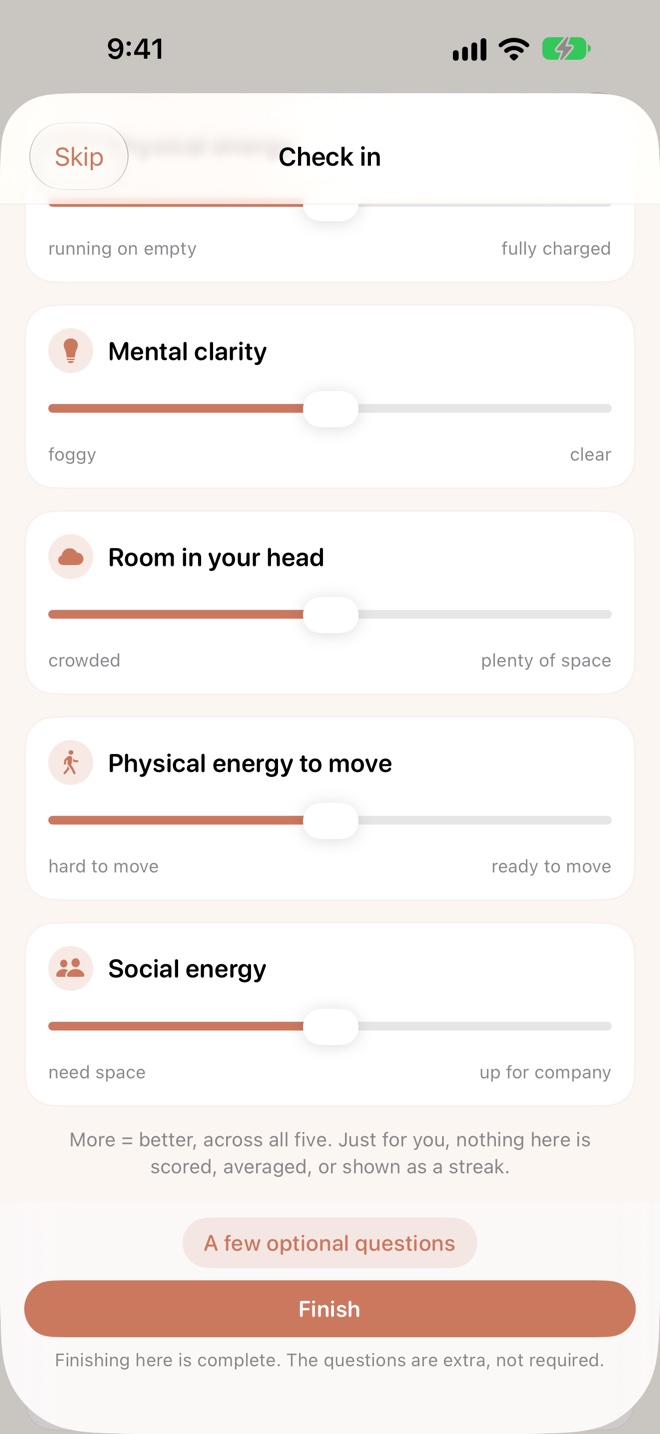 9:41
Skip
Check in
running on empty
fully charged
Mental clarity
foggy
clear
Room in your head
crowded
plenty of space
Physical energy to move
hard to move
ready to move
Social energy
need space
up for company
More = better, across all five. Just for you, nothing here is
scored, averaged, or shown as a streak.
A few optional questions
Finish
Finishing here is complete. The questions are extra, not required.